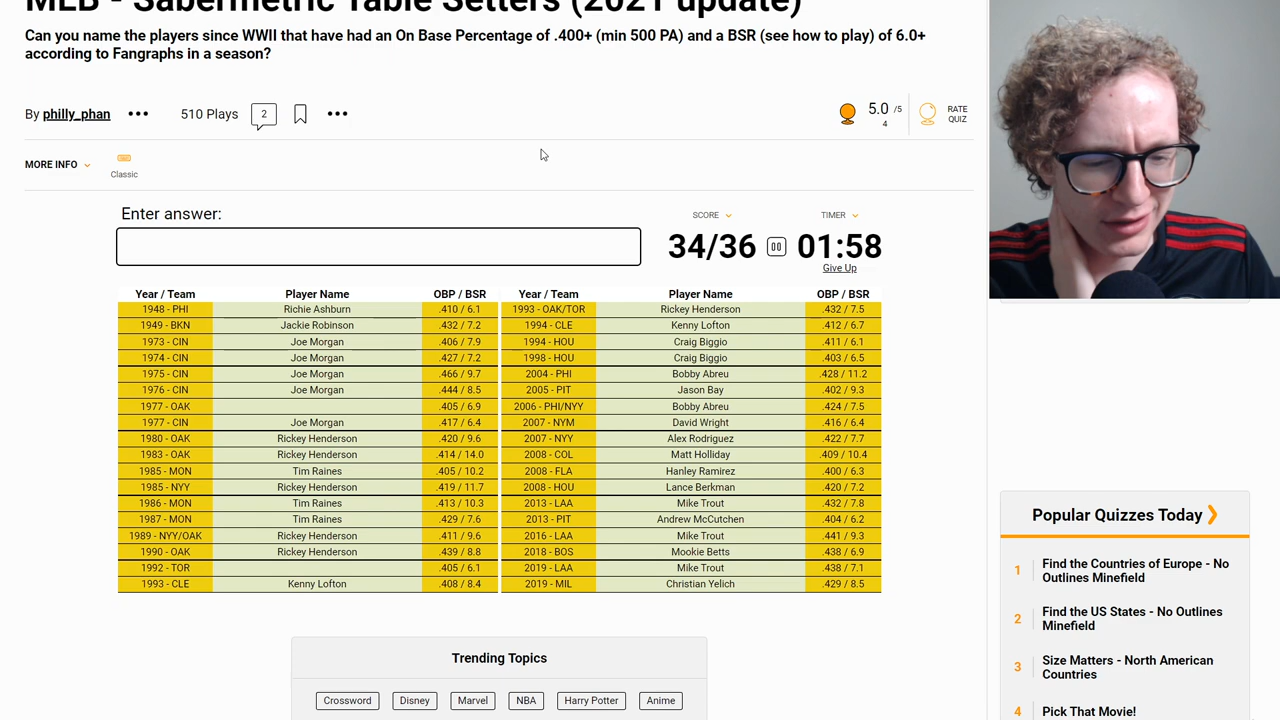 MLB - Sabermetric Table Setters (2021 update)
Can you name the players since WWII that have had an On Base Percentage of .400+ (min 500 PA) and a BSR (see how to play) of 6.0+
according to Fangraphs in a season?
By philly_phan ••• 510 Plays 2 •••
5.0 /5
4
RATE
QUIZ
MORE INFO
Classic
Enter answer:
SCORE
TIMER
34/36
01:58
Give Up
Year / Team Player Name OBP / BSR Year / Team Player Name OBP / BSR
1948 - PHI Richie Ashburn .410 / 6.1 1993 - OAK/TOR Rickey Henderson .432 / 7.5
1949 - BKN Jackie Robinson .432 / 7.2 1994 - CLE Kenny Lofton .412 / 6.7
1973 - CIN Joe Morgan .406 / 7.9 1994 - HOU Craig Biggio .411 / 6.1
1974 - CIN Joe Morgan .427 / 7.2 1998 - HOU Craig Biggio .403 / 6.5
1975 - CIN Joe Morgan .466 / 9.7 2004 - PHI Bobby Abreu .428 / 11.2
1976 - CIN Joe Morgan .444 / 8.5 2005 - PIT Jason Bay .402 / 9.3
1977 - OAK .405 / 6.9 2006 - PHI/NYY Bobby Abreu .424 / 7.5
1977 - CIN Joe Morgan .417 / 6.4 2007 - NYM David Wright .416 / 6.4
1980 - OAK Rickey Henderson .420 / 9.6 2007 - NYY Alex Rodriguez .422 / 7.7
1983 - OAK Rickey Henderson .414 / 14.0 2008 - COL Matt Holliday .409 / 10.4
1985 - MON Tim Raines .405 / 10.2 2008 - FLA Hanley Ramirez .400 / 6.3
1985 - NYY Rickey Henderson .419 / 11.7 2008 - HOU Lance Berkman .420 / 7.2
1986 - MON Tim Raines .413 / 10.3 2013 - LAA Mike Trout .432 / 7.8
1987 - MON Tim Raines .429 / 7.6 2013 - PIT Andrew McCutchen .404 / 6.2
1989 - NYY/OAK Rickey Henderson .411 / 9.6 2016 - LAA Mike Trout .441 / 9.3
1990 - OAK Rickey Henderson .439 / 8.8 2018 - BOS Mookie Betts .438 / 6.9
1992 - TOR .405 / 6.1 2019 - LAA Mike Trout .438 / 7.1
1993 - CLE Kenny Lofton .408 / 8.4 2019 - MIL Christian Yelich .429 / 8.5
Trending Topics
Crossword Disney Marvel NBA Harry Potter Anime
Popular Quizzes Today
1 Find the Countries of Europe - No
Outlines Minefield
2 Find the US States - No Outlines
Minefield
3 Size Matters - North American
Countries
4 Pick That Movie!